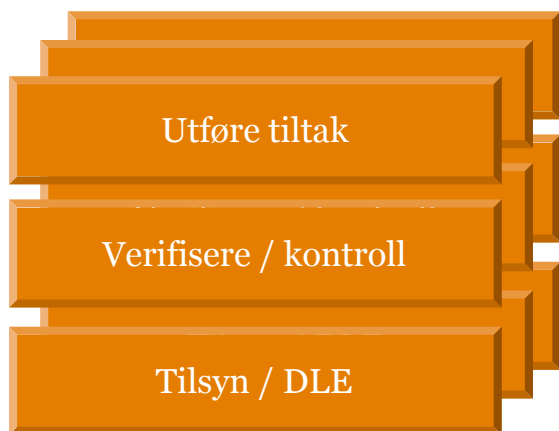 Utføre tiltak
Verifisere / kontroll
Tilsyn / DLE